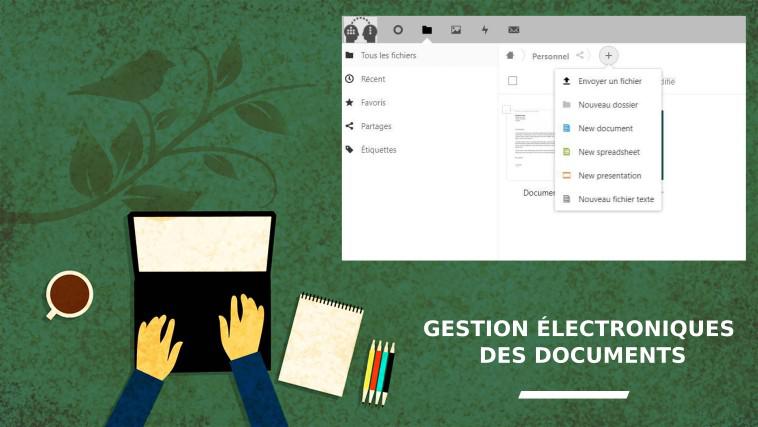 Tous les fichiers
Récent
Favoris
Partages
Étiquettes
Personnel
Envoyer un fichier
Nouveau dossier
New document
New spreadsheet
New presentation
Nouveau fichier texte
GESTION ÉLECTRONIQUES
DES DOCUMENTS